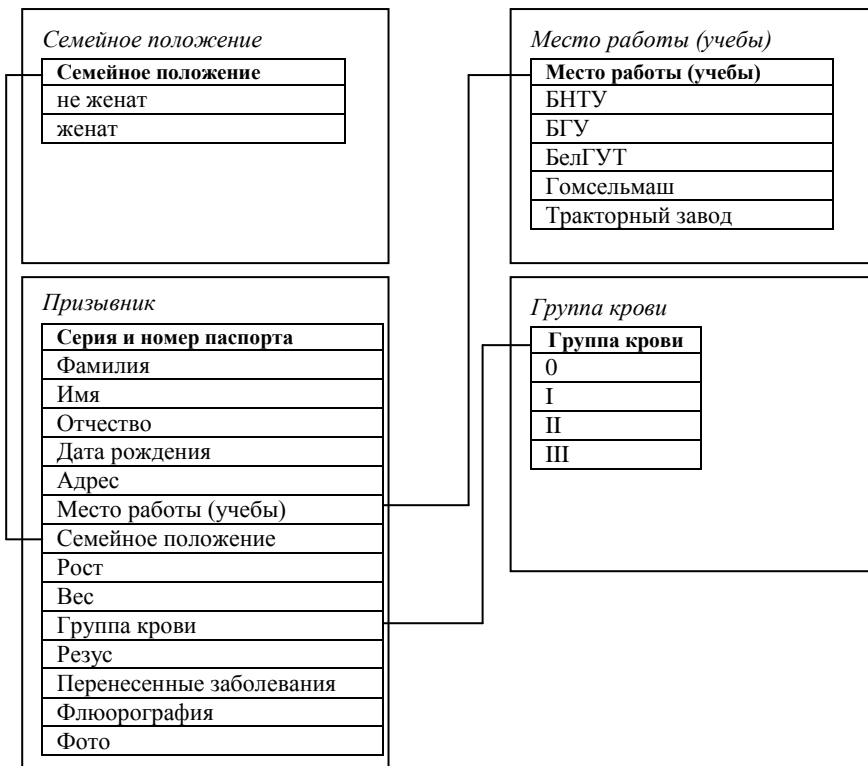 Семейное положение
Семейное положение
не женат
женат
Место работы (учебы)
Место работы (учебы)
БНТУ
БГУ
БелГУТ
Гомсельмаш
Тракторный завод
Призывник
Серия и номер паспорта
Фамилия
Имя
Отчество
Дата рождения
Адрес
Место работы (учебы)
Семейное положение
Рост
Вес
Группа крови
Резус
Перенесенные заболевания
Флюорография
Фото
Группа крови
Группа крови
0
I
II
III